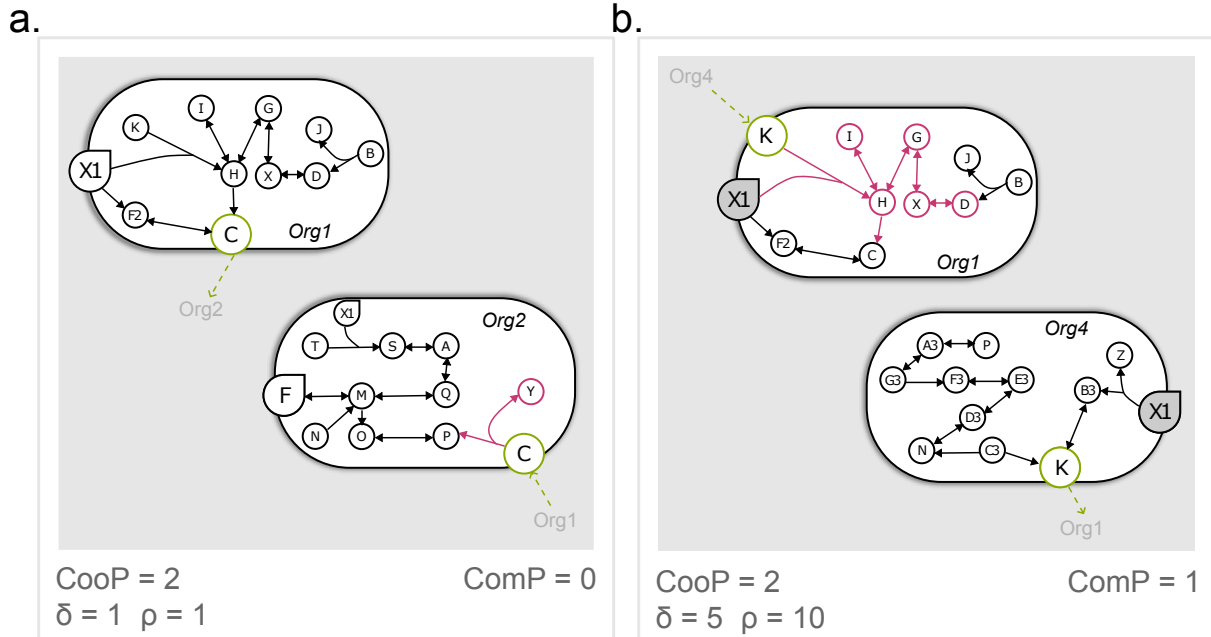 a.
I
G
K
J
B
X1
H
X
D
F2
C
Org1
Org2
X1
Org2
T
S
A
F
M
Q
Y
N
O
P
C
Org1
CooP = 2
ComP = 0
δ = 1 ρ = 1
b.
Org4
K
I
G
J
B
X1
H
X
D
F2
C
Org1
Org4
A3
P
Z
G3
F3
E3
B3
X1
D3
N
C3
K
Org1
CooP = 2
ComP = 1
δ = 5 ρ = 10